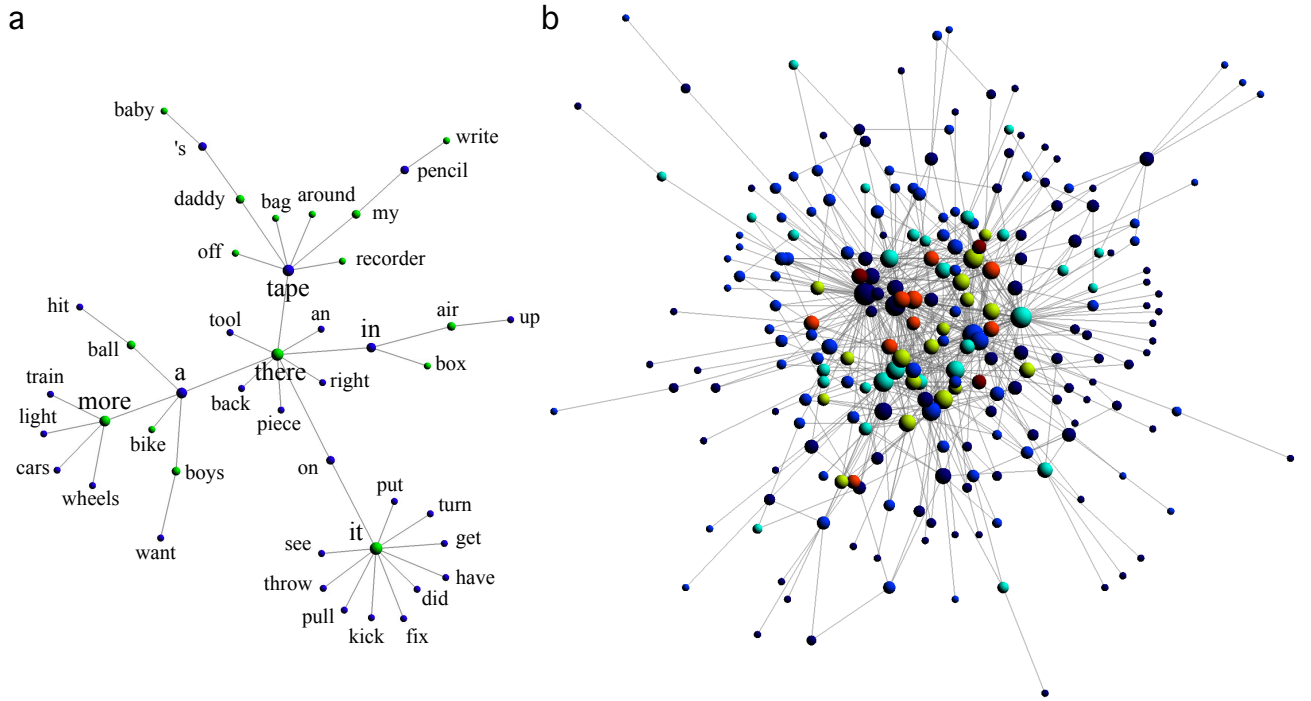 a
b
baby
write
's
pencil
daddy
bag
around
my
off
recorder
tape
hit
tool
an
in
air
up
ball
a
there
box
train
more
back
right
light
bike
piece
cars
boys
wheels
on
put
turn
want
see
it
get
throw
have
pull
did
kick
fix